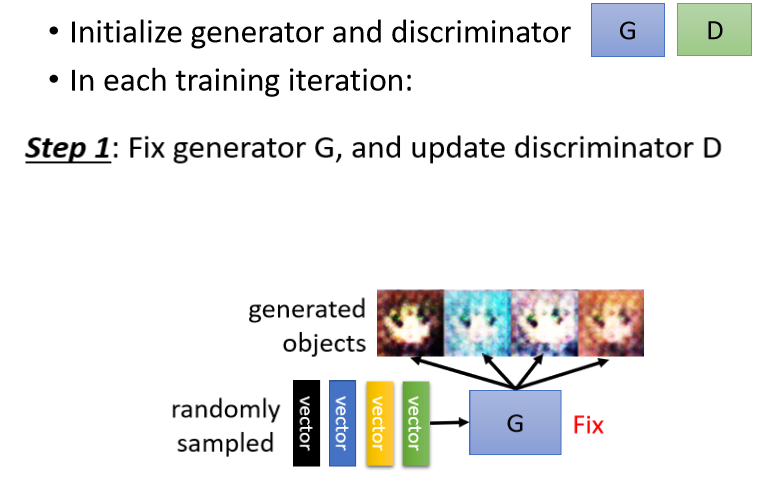 • Initialize generator and discriminator G D
• In each training iteration:
Step 1: Fix generator G, and update discriminator D
generated
objects
randomly
sampled
vector
vector
vector
vector
G
Fix